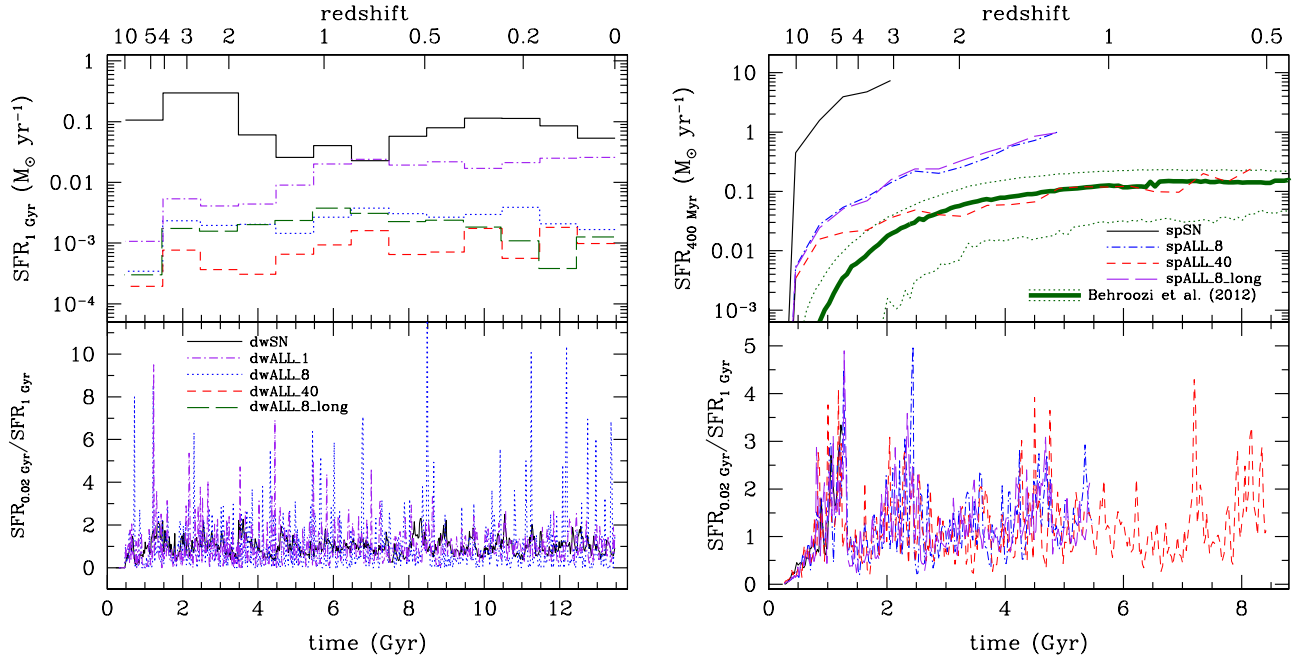 redshift
10 5 4 3 2 1 0.5 0.2 0
1
0.1
0.01
10⁻³
10⁻⁴
SFR₁ Gyr (M⊙ yr⁻¹)
10
8
6
4
2
0
SFR₀.₀₂ Gyr/SFR₁ Gyr
dwSN
dwALL_1
dwALL_8
dwALL_40
dwALL_8_long
0 2 4 6 8 10 12
time (Gyr)
redshift
10 5 4 3 2 1 0.5
10
1
0.1
0.01
10⁻³
SFR₄₀₀ Myr (M⊙ yr⁻¹)
spSN
spALL_8
spALL_40
spALL_8_long
Behroozi et al. (2012)
5
4
3
2
1
0
SFR₀.₀₂ Gyr/SFR₁ Gyr
0 2 4 6 8
time (Gyr)